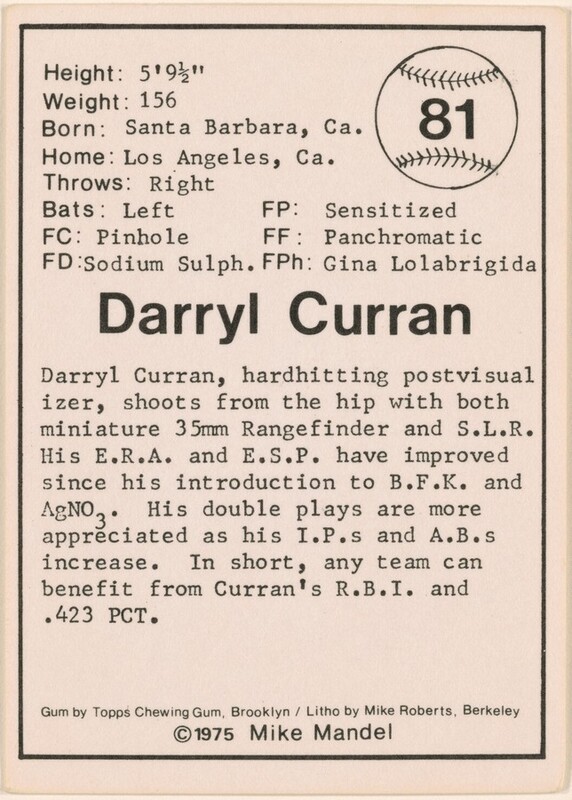 Height: 5'9½"
81
Weight: 156
Born: Santa Barbara, Ca.
Home: Los Angeles, Ca.
Throws: Right
Bats: Left FP: Sensitized
FC: Pinhole FF: Panchromatic
FD: Sodium Sulph. FPh: Gina Lolabrigida
Darryl Curran
Darryl Curran, hardhitting postvisual
izer, shoots from the hip with both
miniature 35mm Rangefinder and S.L.R.
His E.R.A. and E.S.P. have improved
since his introduction to B.F.K. and
AgNO3. His double plays are more
appreciated as his I.P.s and A.B.s
increase. In short, any team can
benefit from Curran's R.B.I. and
.423 PCT.
Gum by Topps Chewing Gum, Brooklyn / Litho by Mike Roberts, Berkeley
©1975 Mike Mandel